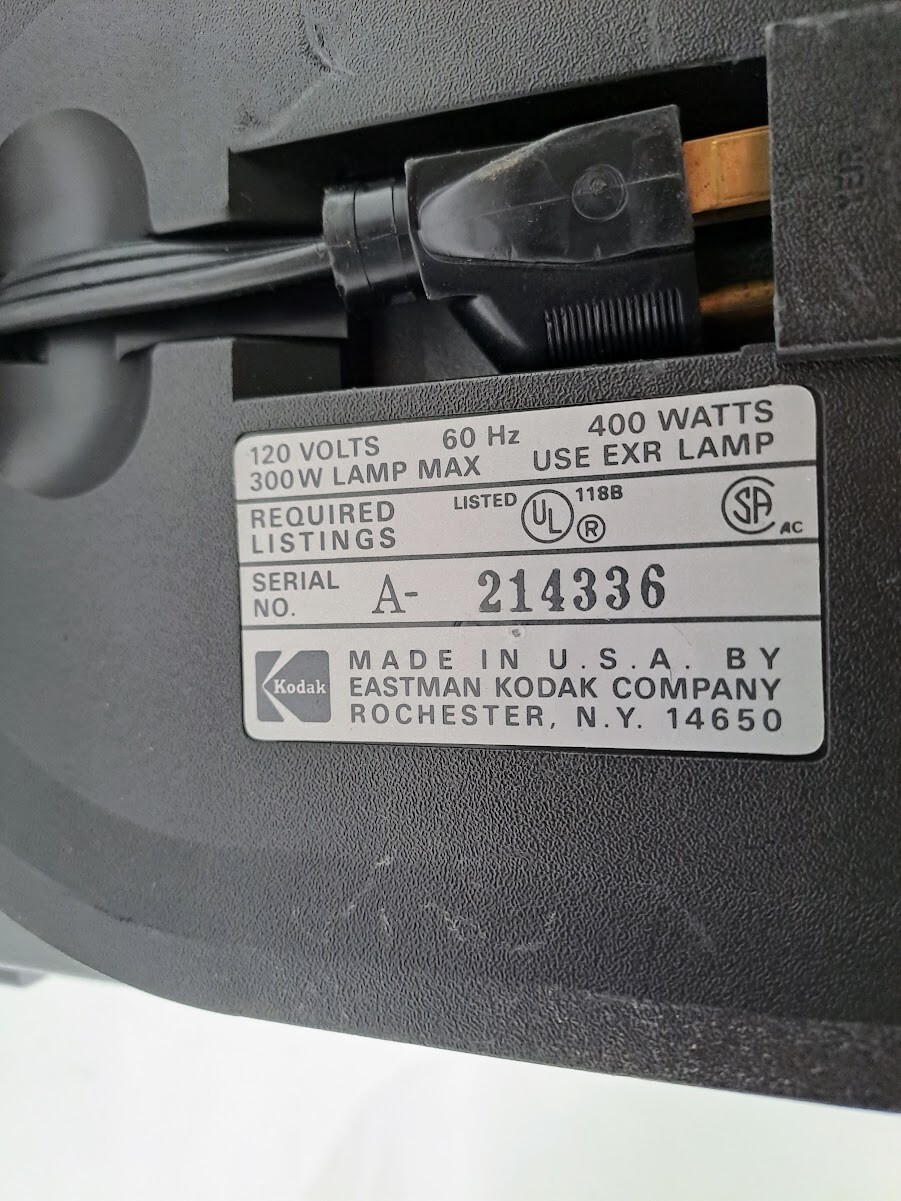 120 VOLTS 60 Hz 400 WATTS
300W LAMP MAX USE EXR LAMP
REQUIRED LISTINGS LISTED UL 118B ® SA AC
SERIAL NO. A- 214336
Kodak
MADE IN U.S.A. BY
EASTMAN KODAK COMPANY
ROCHESTER, N.Y. 14650